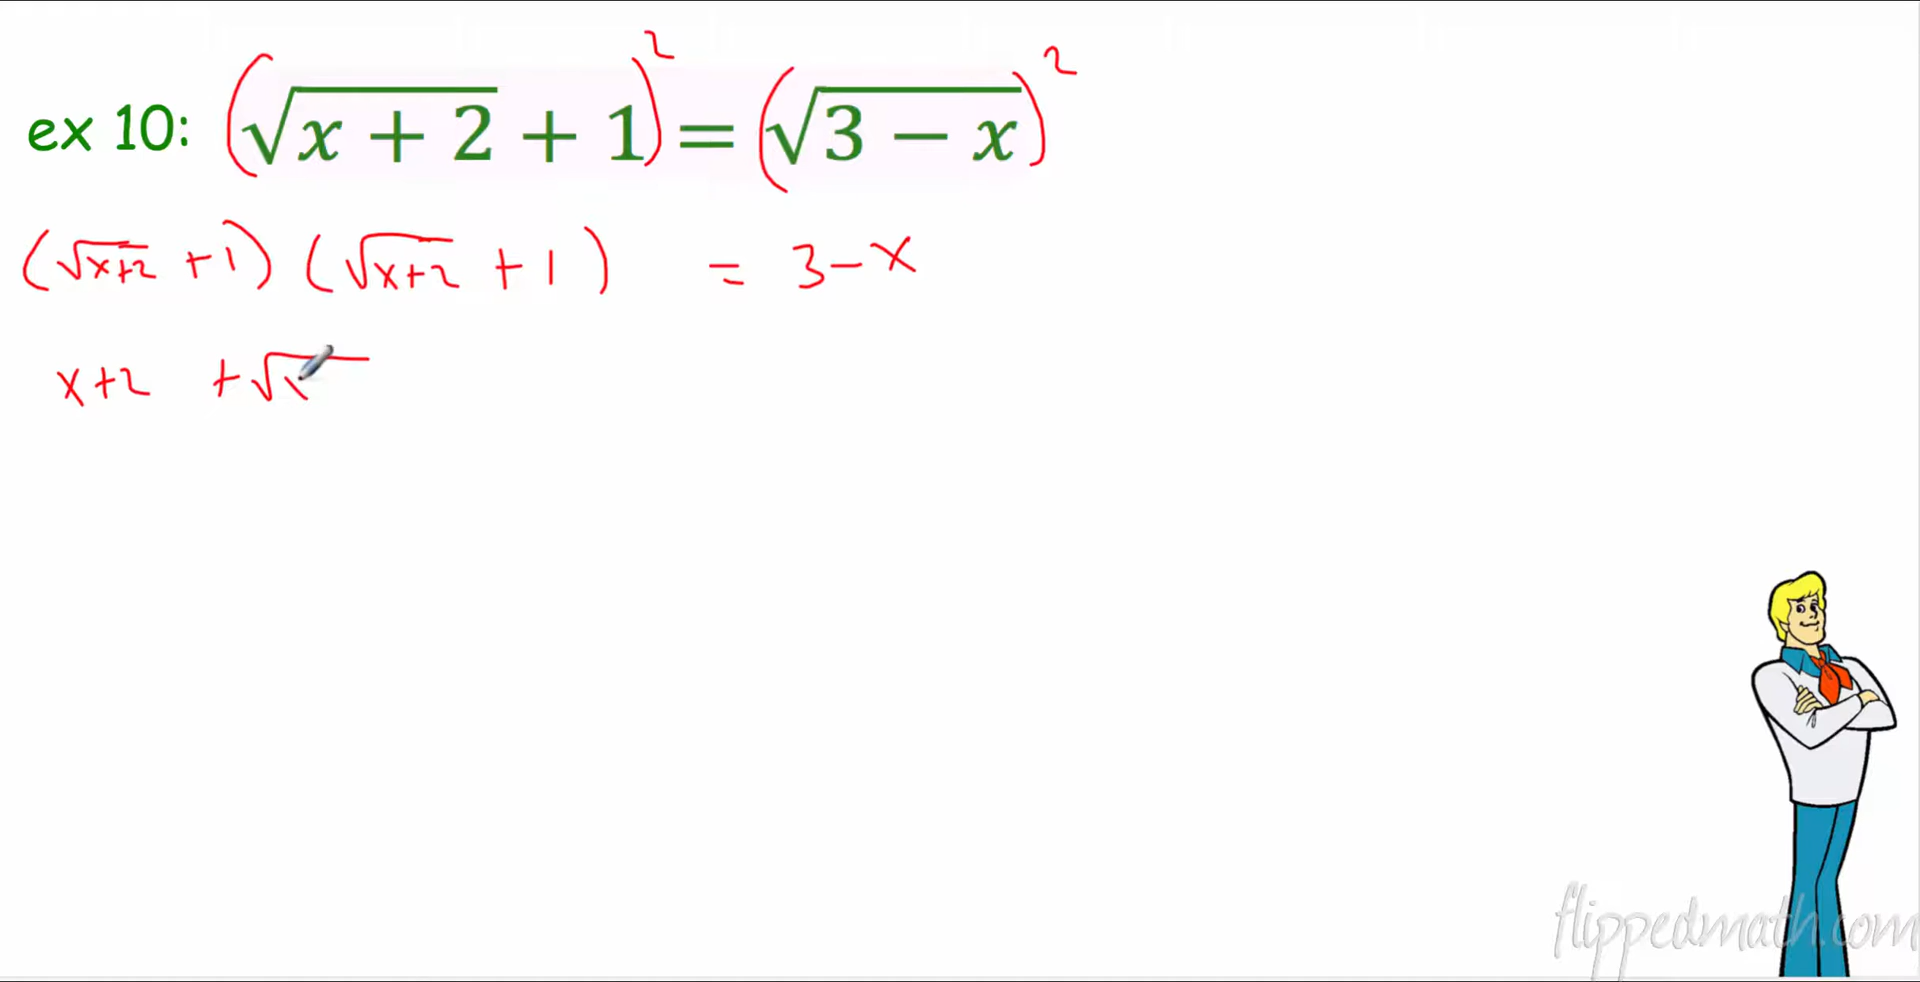 ex 10: (√x + 2 + 1)² = (√3 − x)²
(√x+2 + 1) (√x+2 + 1) = 3 − x
x+2 + √
flippedmath.com